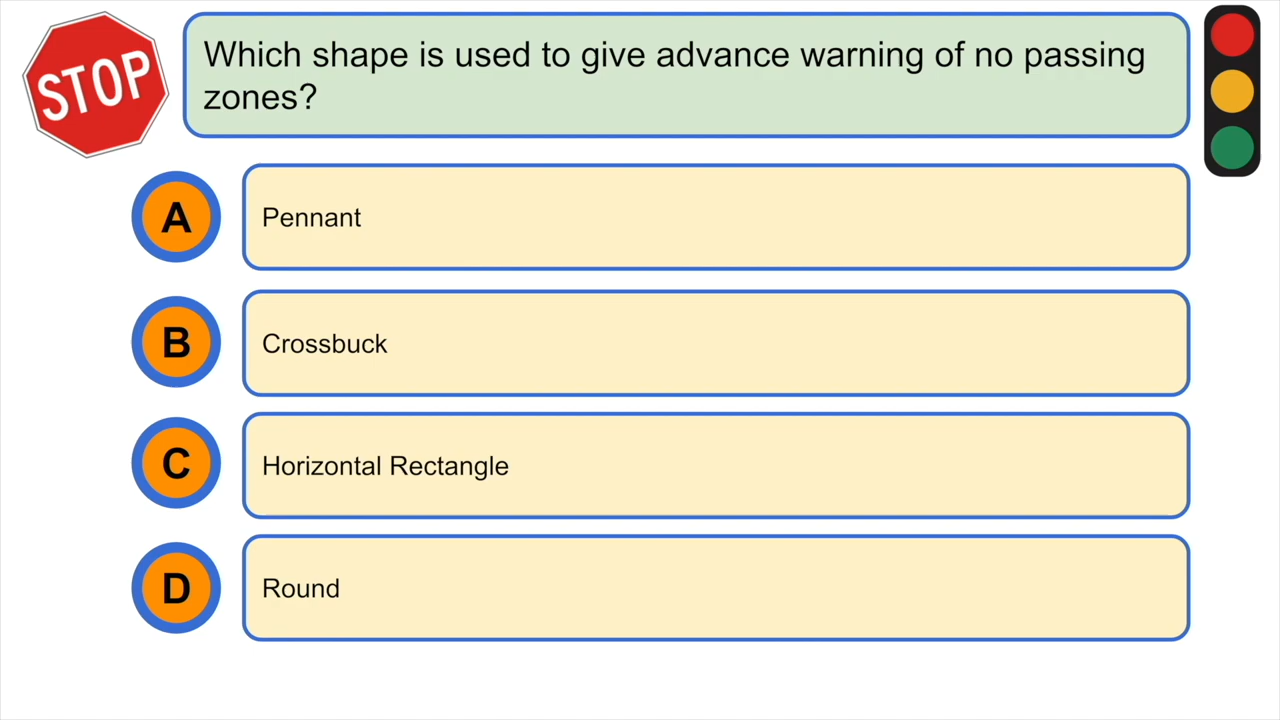 STOP
Which shape is used to give advance warning of no passing
zones?
A
Pennant
B
Crossbuck
C
Horizontal Rectangle
D
Round